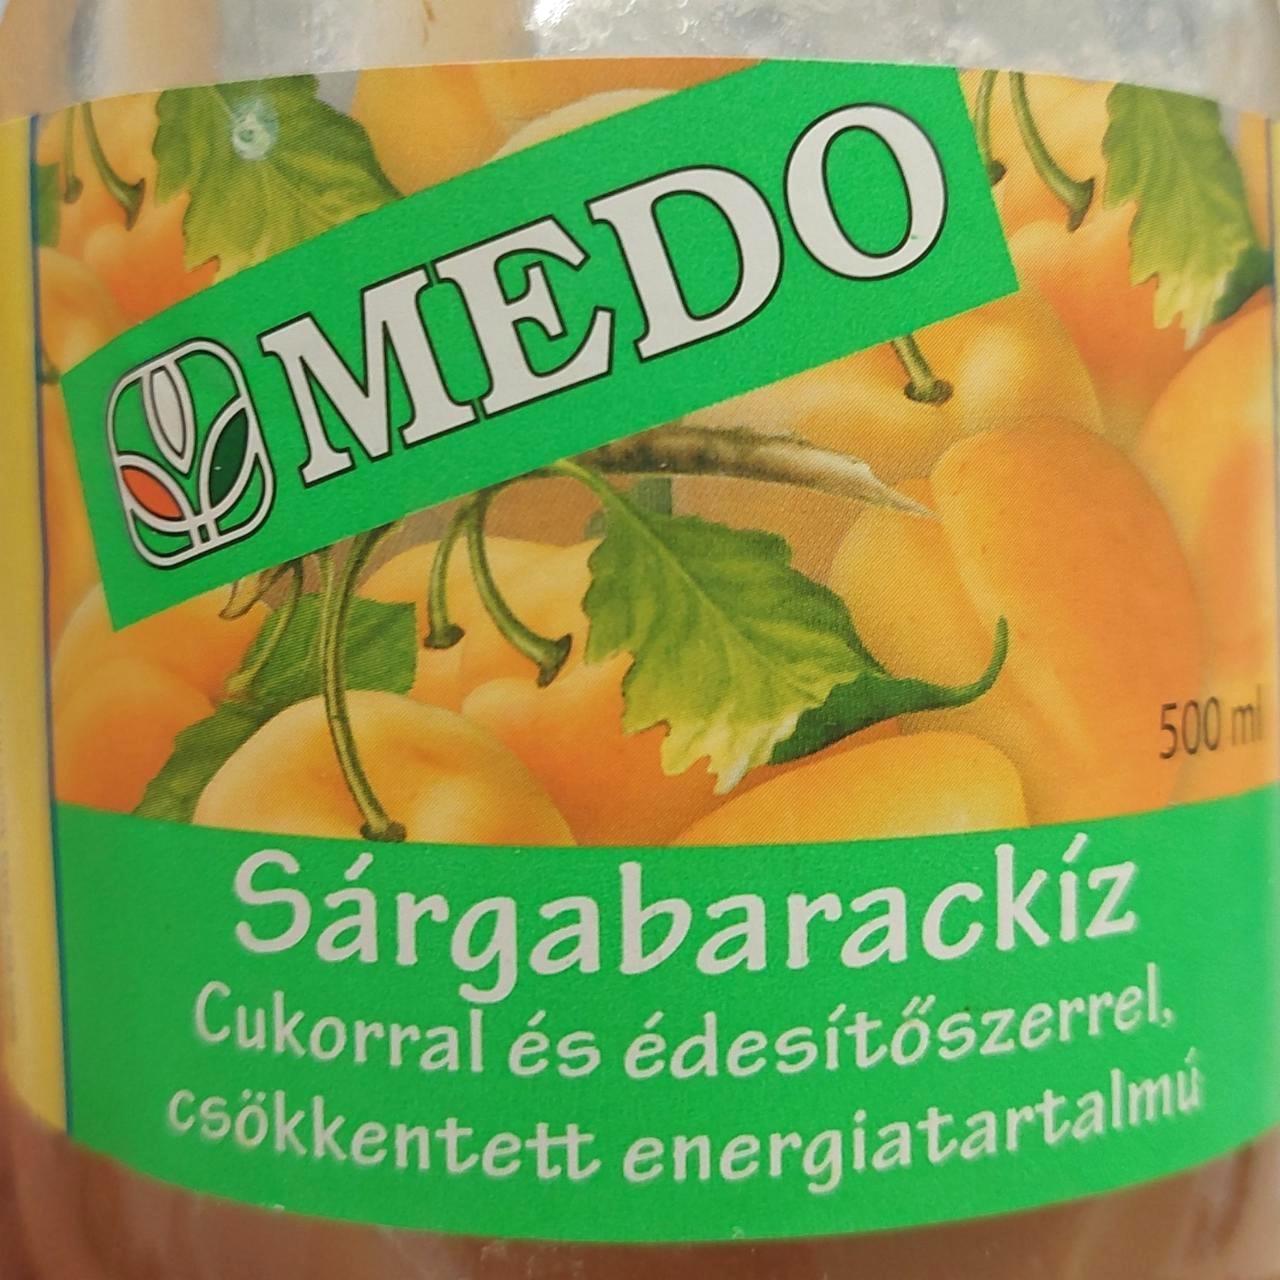 MEDO
500 ml
Sárgabarackíz
Cukorral és édesítőszerrel,
csökkentett energiatartalmú